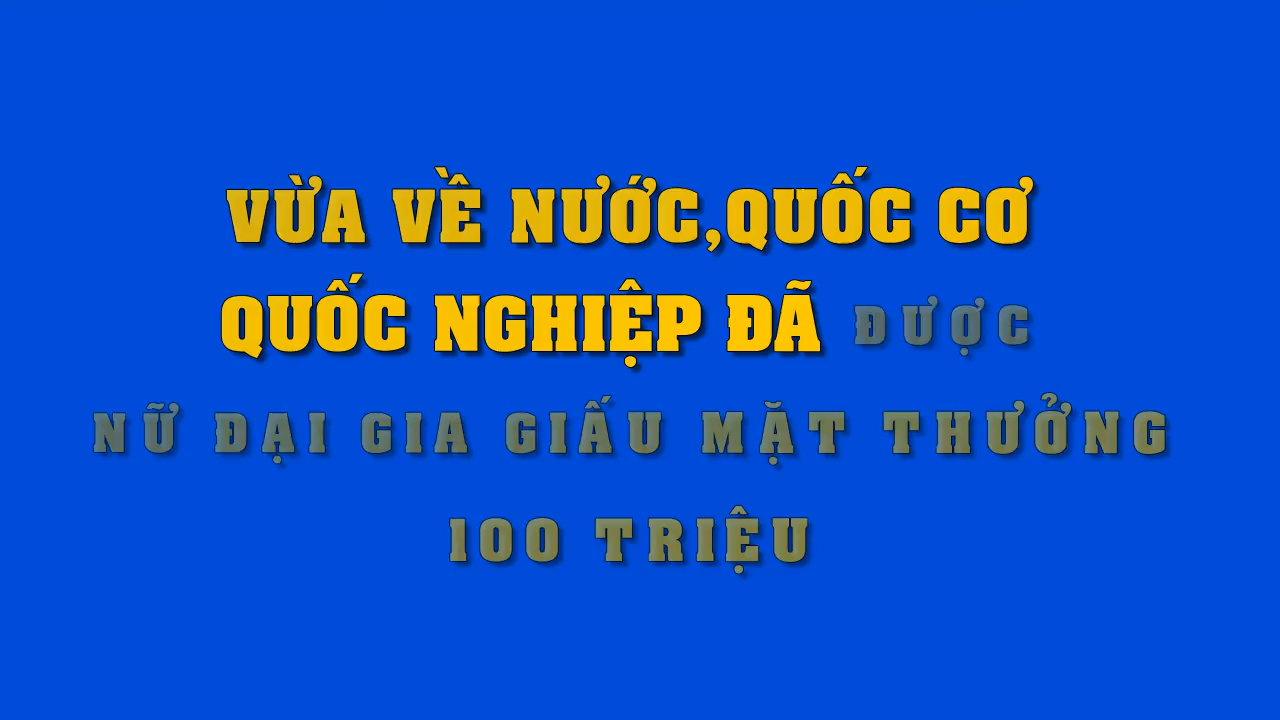 VỪA VỀ NƯỚC,QUỐC CƠ
QUỐC NGHIỆP ĐÃ ĐƯỢC
NỮ ĐẠI GIA GIẤU MẶT THƯỞNG
100 TRIỆU